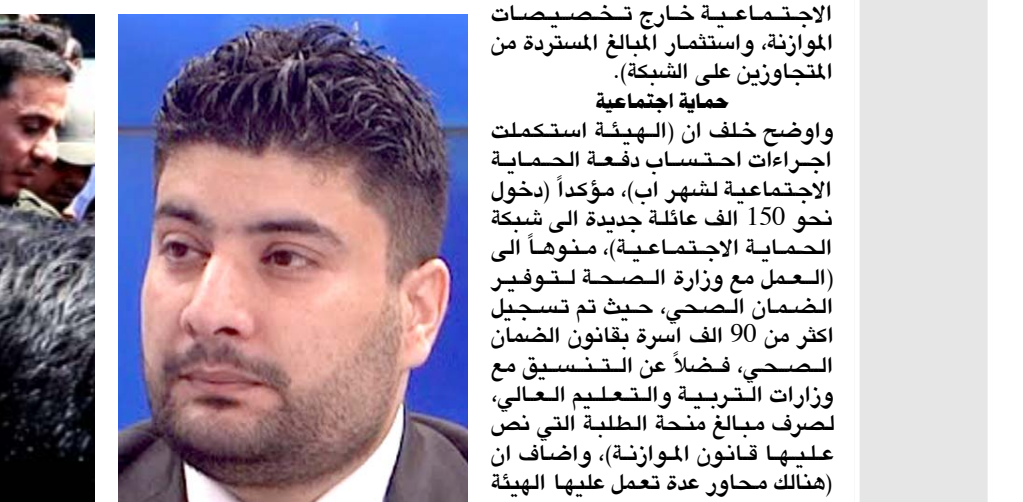 الاجتماعية خارج تخصيصات
الموازنة، واستثمار المبالغ المستردة من
المتجاوزين على الشبكة).
حماية اجتماعية
واوضح خلف ان (الهيئة استكملت
اجراءات احتساب دفعة الحماية
الاجتماعية لشهر اب)، مؤكداً (دخول
نحو 150 الف عائلة جديدة الى شبكة
الحماية الاجتماعية)، منوهاً الى
(العمل مع وزارة الصحة لتوفير
الضمان الصحي، حيث تم تسجيل
اكثر من 90 الف اسرة بقانون الضمان
الصحي، فضلاً عن التنسيق مع
وزارات التربية والتعليم العالي،
لصرف مبالغ منحة الطلبة التي نص
عليها قانون الموازنة)، واضاف ان
(هنالك محاور عدة تعمل عليها الهيئة